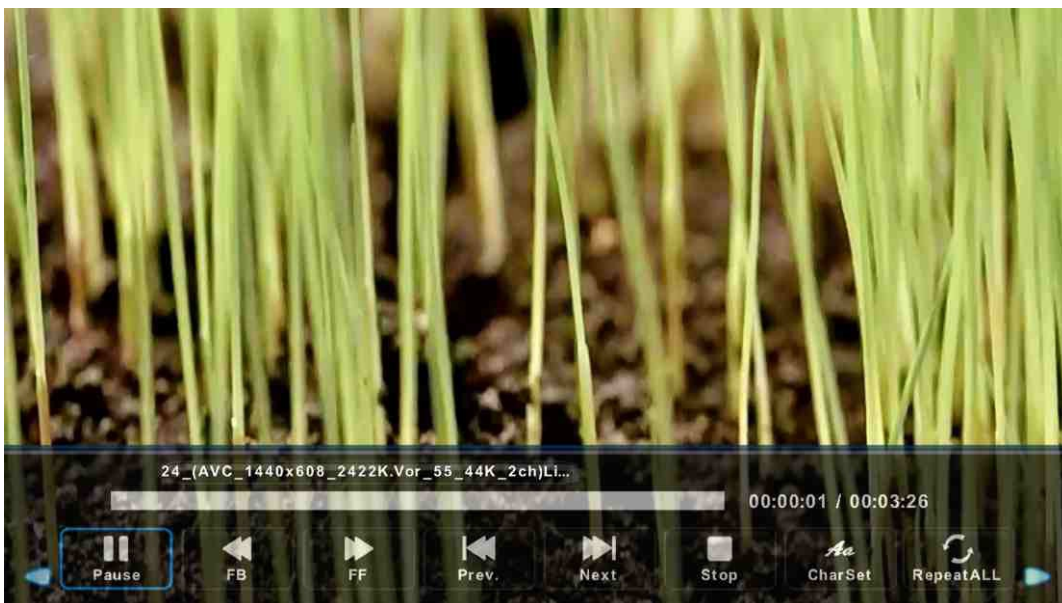 24_(AVC_1440x608_2422K.Vor_55_44K_2ch)Li...
00:00:01 / 00:03:26
Pause FB FF Prev. Next Stop Aa CharSet RepeatALL